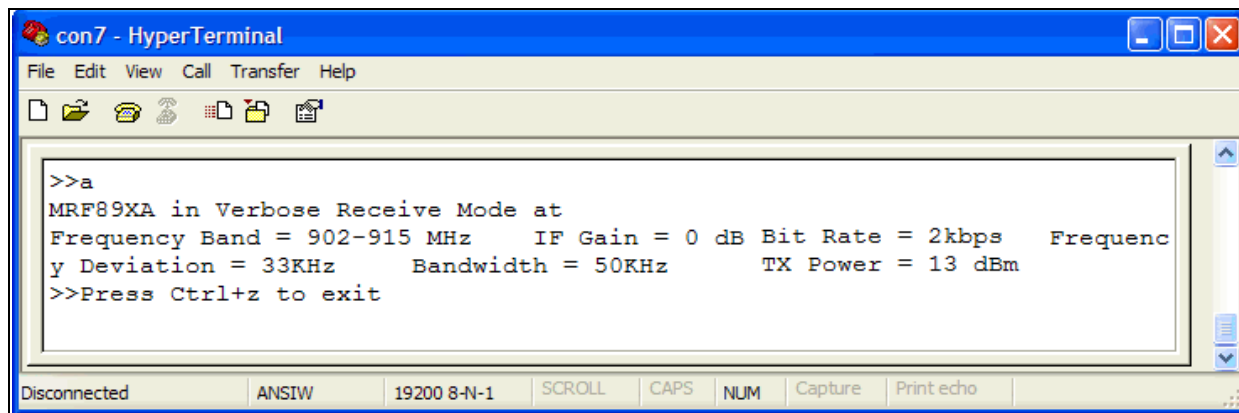 con7 - HyperTerminal
File Edit View Call Transfer Help
>>a
MRF89XA in Verbose Receive Mode at
Frequency Band = 902-915 MHz IF Gain = 0 dB Bit Rate = 2kbps Frequenc
y Deviation = 33KHz Bandwidth = 50KHz TX Power = 13 dBm
>>Press Ctrl+z to exit
Disconnected ANSIW 19200 8-N-1 SCROLL CAPS NUM Capture Print echo